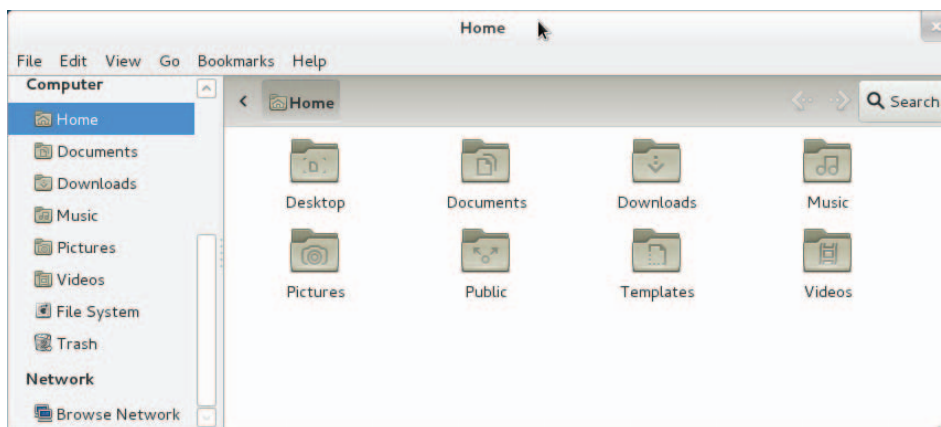 Home
File Edit View Go Bookmarks Help
Computer
Home
Documents
Downloads
Music
Pictures
Videos
File System
Trash
Network
Browse Network
Home
Search
Desktop Documents Downloads Music
Pictures Public Templates Videos